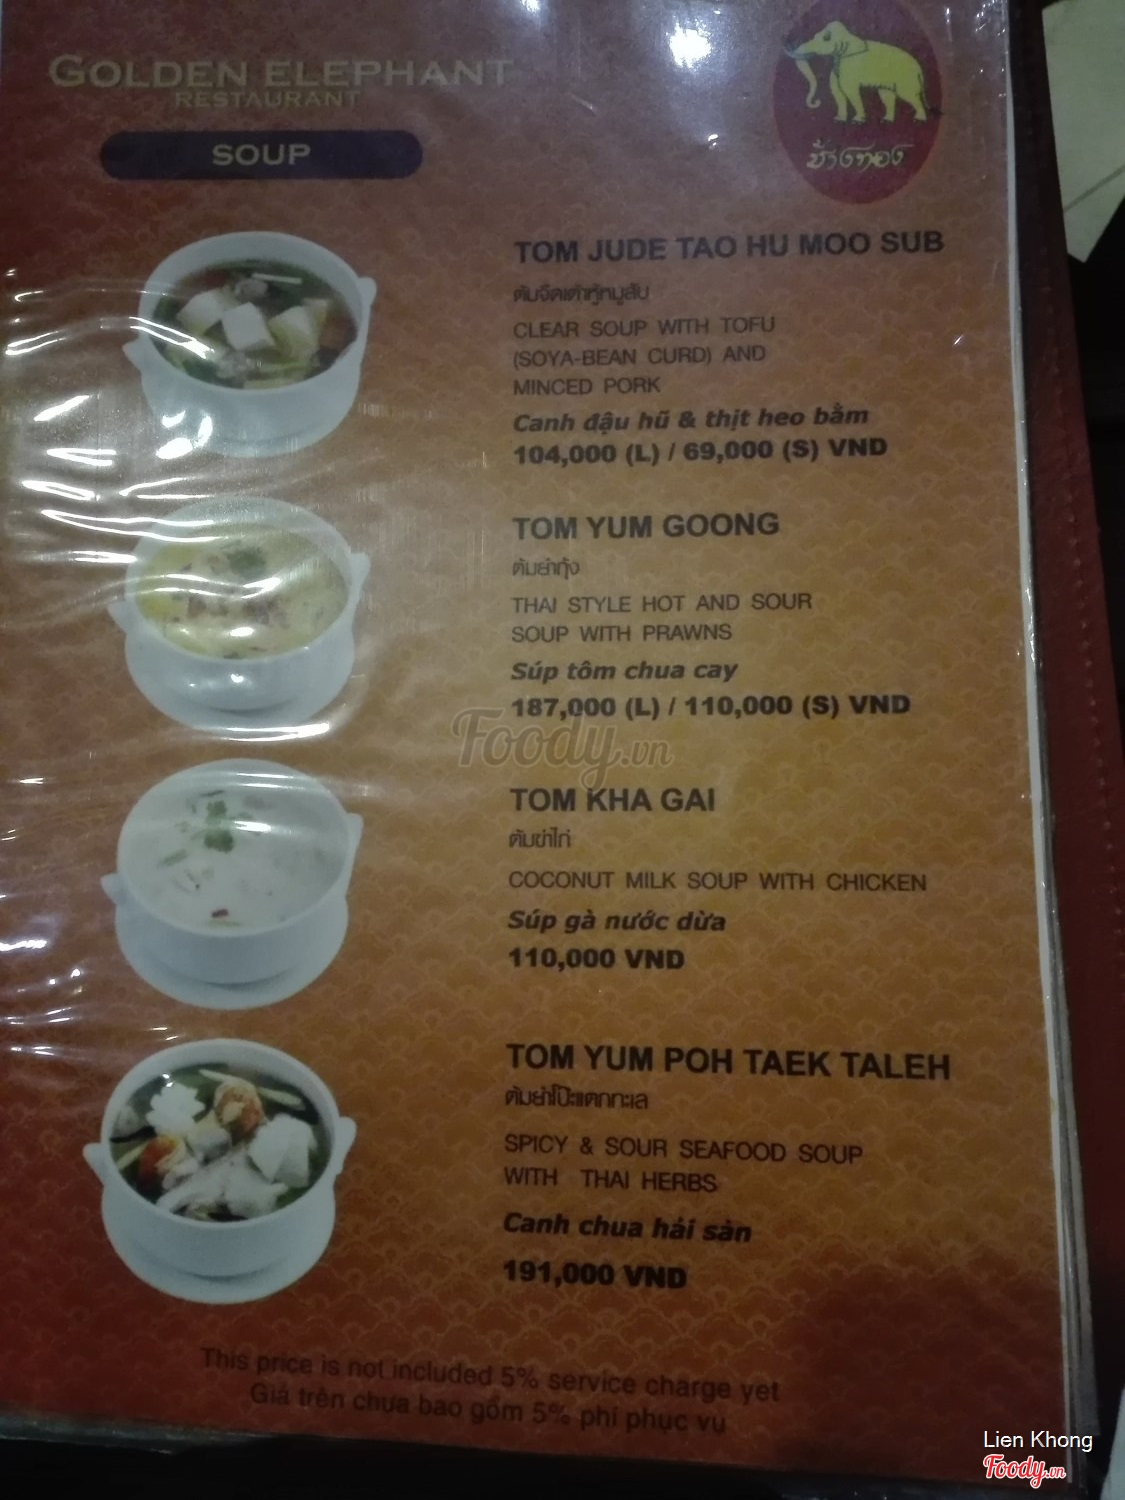 GOLDEN ELEPHANT
RESTAURANT
SOUP
ช้างทอง
TOM JUDE TAO HU MOO SUB
ต้มจืดเต้าหู้หมูสับ
CLEAR SOUP WITH TOFU
(SOYA-BEAN CURD) AND
MINCED PORK
Canh đậu hũ & thịt heo bằm
104,000 (L) / 69,000 (S) VND
TOM YUM GOONG
ต้มยำกุ้ง
THAI STYLE HOT AND SOUR
SOUP WITH PRAWNS
Súp tôm chua cay
187,000 (L) / 110,000 (S) VND
Foody.vn
TOM KHA GAI
ต้มข่าไก่
COCONUT MILK SOUP WITH CHICKEN
Súp gà nước dừa
110,000 VND
TOM YUM POH TAEK TALEH
ต้มยำโป๊ะแตกทะเล
SPICY & SOUR SEAFOOD SOUP
WITH THAI HERBS
Canh chua hải sản
191,000 VND
This price is not included 5% service charge yet
Giá trên chưa bao gồm 5% phí phục vụ
Lien Khong
Foody.vn